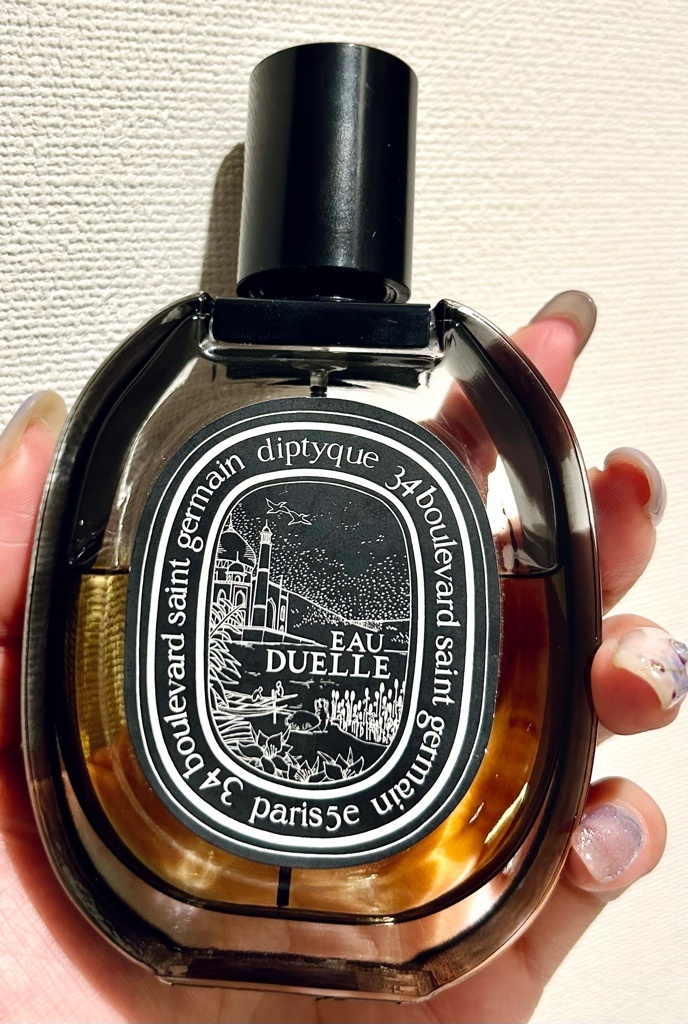 diptyque 34 boulevard saint germain paris 5e 34 boulevard saint germain
EAU
DUELLE